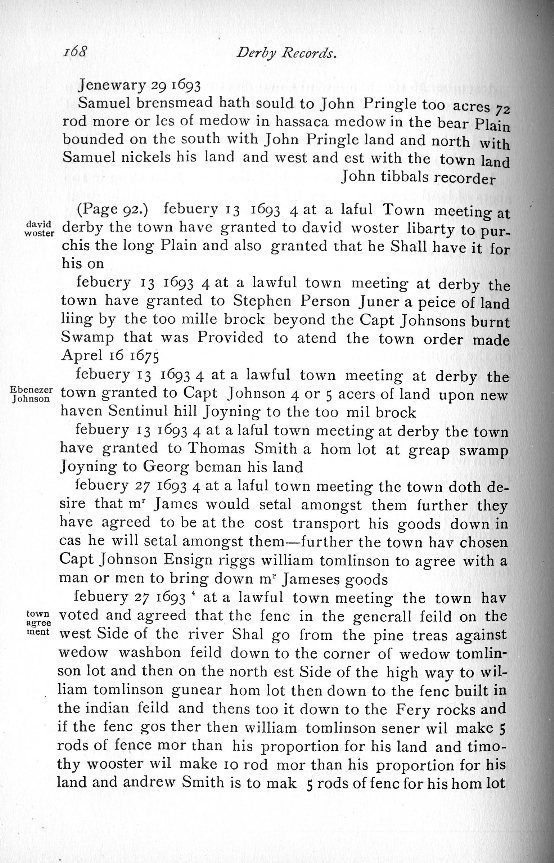 168 Derby Records.
Jenewary 29 1693
Samuel brensmead hath sould to John Pringle too acres 72
rod more or les of medow in hassaca medow in the bear Plain
bounded on the south with John Pringle land and north with
Samuel nickels his land and west and est with the town land
John tibbals recorder
(Page 92.) febuery 13 1693 4 at a laful Town meeting at
david
woster
derby the town have granted to david woster libarty to pur-
chis the long Plain and also granted that he Shall have it for
his on
febuery 13 1693 4 at a lawful town meeting at derby the
town have granted to Stephen Person Juner a peice of land
liing by the too mille brock beyond the Capt Johnsons burnt
Swamp that was Provided to atend the town order made
Aprel 16 1675
febuery 13 1693 4 at a lawful town meeting at derby the
Ebenezer
Johnson
town granted to Capt Johnson 4 or 5 acers of land upon new
haven Sentinul hill Joyning to the too mil brock
febuery 13 1693 4 at a laful town meeting at derby the town
have granted to Thomas Smith a hom lot at greap swamp
Joyning to Georg beman his land
febuery 27 1693 4 at a laful town meeting the town doth de-
sire that mr James would setal amongst them further they
have agreed to be at the cost transport his goods down in
cas he will setal amongst them—further the town hav chosen
Capt Johnson Ensign riggs william tomlinson to agree with a
man or men to bring down mr Jameses goods
febuery 27 1693 4 at a lawful town meeting the town hav
town
agree
ment
voted and agreed that the fenc in the generall feild on the
west Side of the river Shal go from the pine treas against
wedow washbon feild down to the corner of wedow tomlin-
son lot and then on the north est Side of the high way to wil-
liam tomlinson gunear hom lot then down to the fenc built in
the indian feild and thens too it down to the Fery rocks and
if the fenc gos ther then william tomlinson sener wil make 5
rods of fence mor than his proportion for his land and timo-
thy wooster wil make 10 rod mor than his proportion for his
land and andrew Smith is to mak 5 rods of fenc for his hom lot